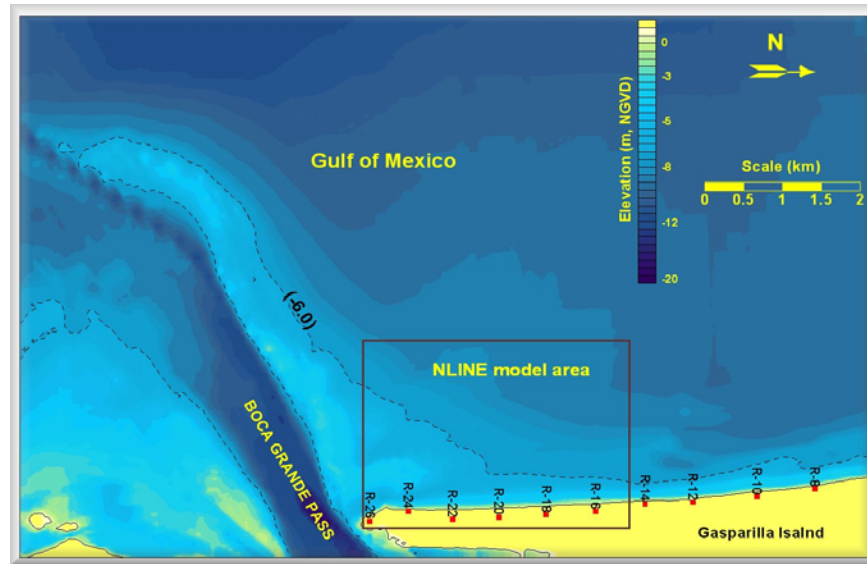 N
0
-3
-5
-8
-12
-20
Elevation (m, NGVD)
Scale (km)
0 0.5 1 1.5 2
Gulf of Mexico
(-6.0)
NLINE model area
BOCA GRANDE PASS
R-26
R-24
R-22
R-20
R-18
R-16
R-14
R-12
R-10
R-8
Gasparilla Isalnd